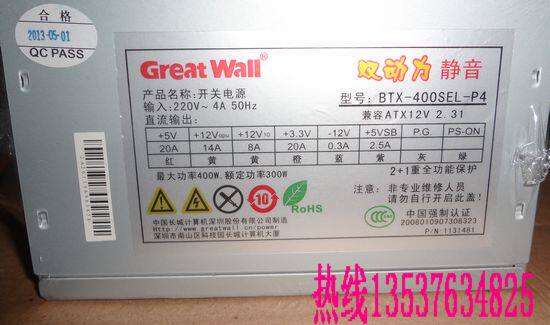 合格
2013-05-01
QC PASS
Great Wall®
双动力 静音
产品名称:开关电源
型号: BTX-400SEL-P4
输入:220V~ 4A 50Hz
兼容ATX12V 2.31
直流输出:
+5V +12Vcpu +12V10 +3.3V -12V +5VSB P.G. PS-ON
20A 14A 8A 20A 0.3A 2.5A
红 黄 黄 橙 蓝 紫 灰 绿
最大功率400W. 额定功率300W
2+1重全功能保护
注意: 非专业维修人员
请勿自行开启此盖!
10
RoHS
中国长城计算机深圳股份有限公司制造
http://www.greatwall.cn/power
深圳市南山区科技园长城计算机大厦
中国强制认证
2008010907308323
P/N 1131481
热线13537634825